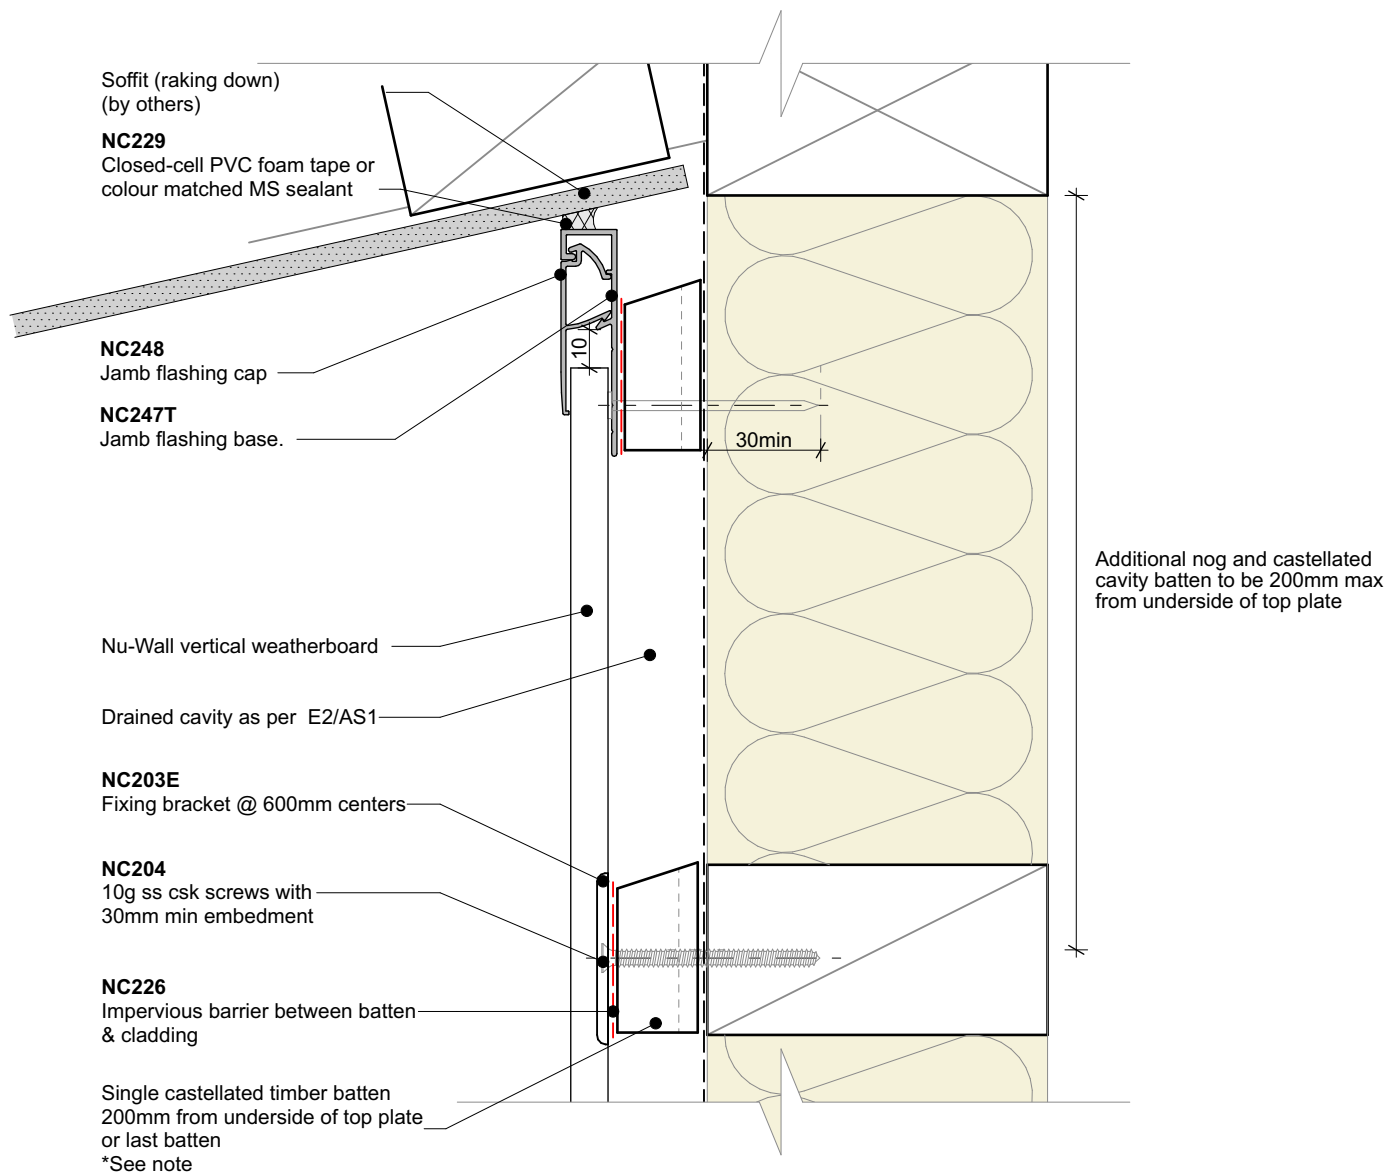 Soffit (raking down)
(by others)
NC229
Closed-cell PVC foam tape or
colour matched MS sealant
NC248
Jamb flashing cap
NC247T
Jamb flashing base.
10
30min
Additional nog and castellated
cavity batten to be 200mm max
from underside of top plate
Nu-Wall vertical weatherboard
Drained cavity as per E2/AS1
NC203E
Fixing bracket @ 600mm centers
NC204
10g ss csk screws with
30mm min embedment
NC226
Impervious barrier between batten
& cladding
Single castellated timber batten
200mm from underside of top plate
or last batten
*See note